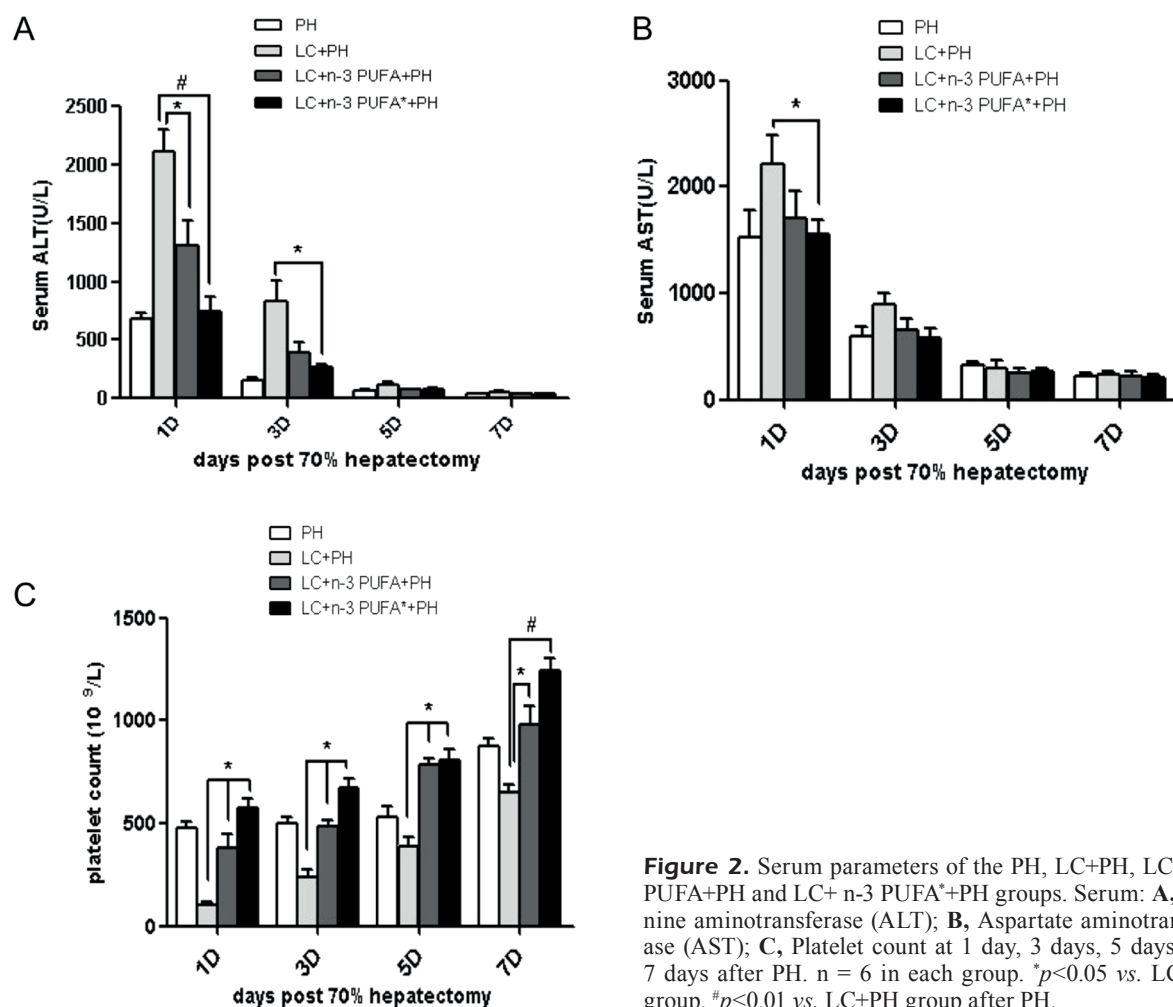 A
PH
LC+PH
LC+n-3 PUFA+PH
LC+n-3 PUFA*+PH
Serum ALT(U/L)
2500
2000
1500
1000
500
0
#
*
*
1D 3D 5D 7D
days post 70% hepatectomy
B
PH
LC+PH
LC+n-3 PUFA+PH
LC+n-3 PUFA*+PH
Serum AST(U/L)
3000
2000
1000
0
*
1D 3D 5D 7D
days post 70% hepatectomy
C
PH
LC+PH
LC+n-3 PUFA+PH
LC+n-3 PUFA*+PH
platelet count (10 ⁹/L)
1500
1000
500
0
*
*
*
#
*
1D 3D 5D 7D
days post 70% hepatectomy
Figure 2. Serum parameters of the PH, LC+PH, LC
PUFA+PH and LC+ n-3 PUFA*+PH groups. Serum: A,
nine aminotransferase (ALT); B, Aspartate aminotran
ase (AST); C, Platelet count at 1 day, 3 days, 5 days
7 days after PH. n = 6 in each group. *p<0.05 vs. LC
group. #p<0.01 vs. LC+PH group after PH.